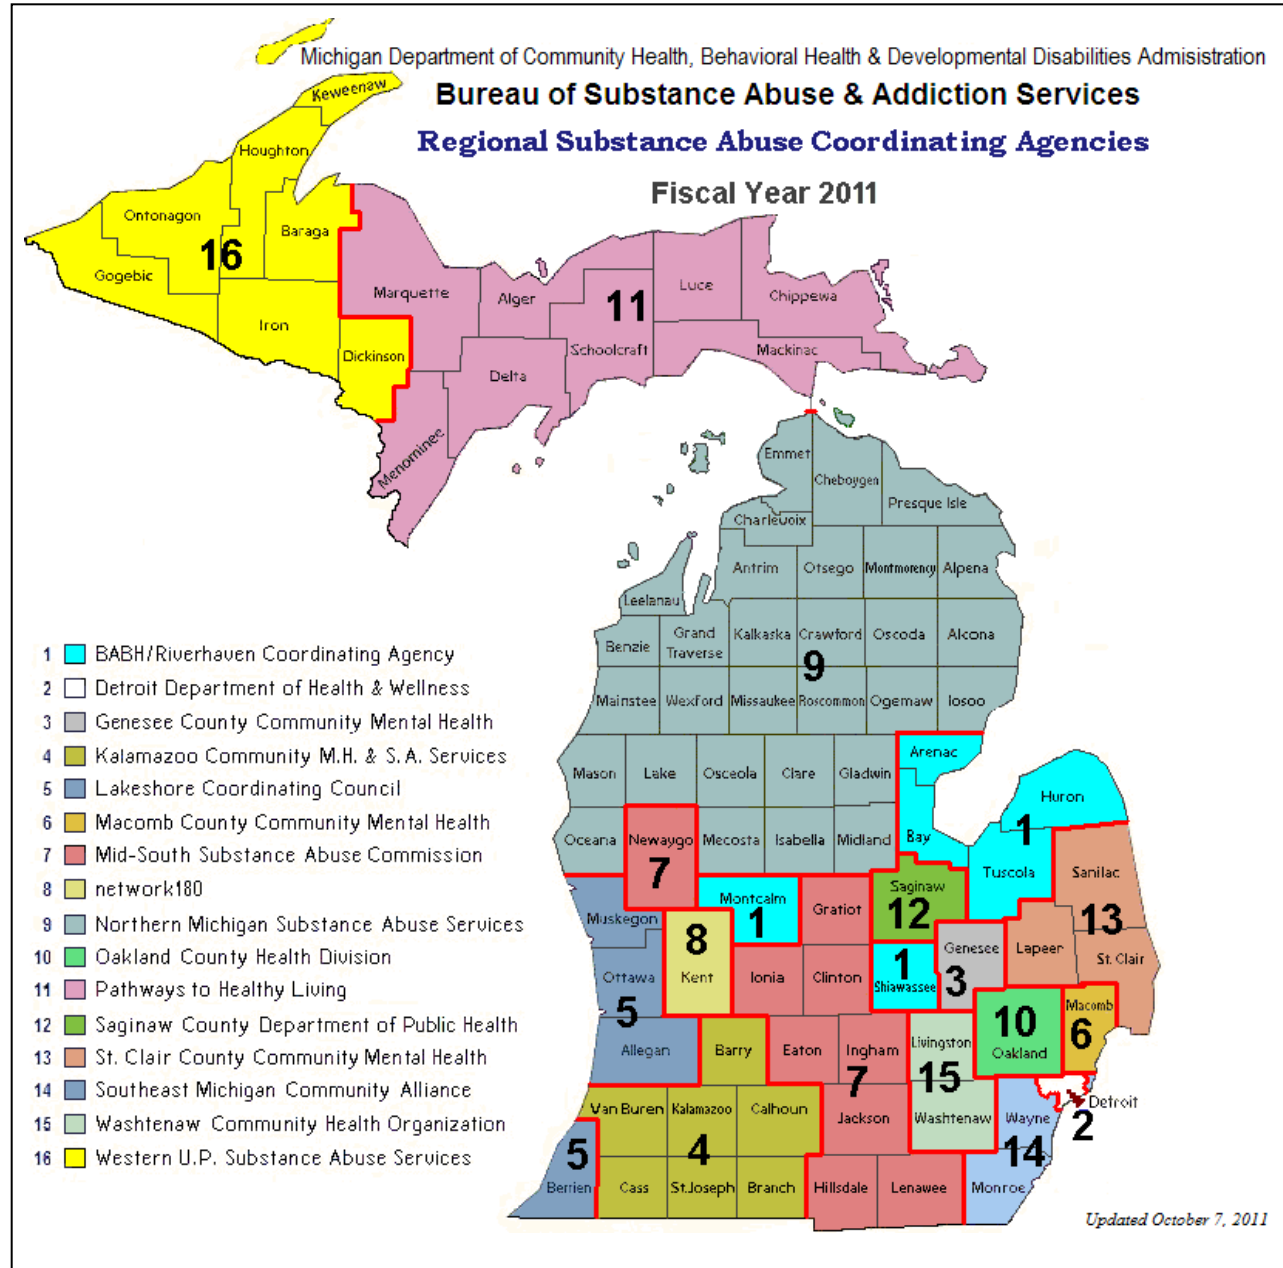 Michigan Department of Community Health, Behavioral Health & Developmental Disabilities Admisistration
Bureau of Substance Abuse & Addiction Services
Regional Substance Abuse Coordinating Agencies
Fiscal Year 2011
Keweenaw
Houghton
Ontonagon
Baraga
16
Gogebic
Marquette
Alger
11
Luce
Chippewa
Iron
Dickinson
Schoolcraft
Mackinac
Delta
Menominee
Emmet
Cheboygen
Presque Isle
Charlevoix
Antrim
Otsego
Montmorency
Alpena
Leelanau
Benzie
Grand
Traverse
Kalkaska
Crawford
Oscoda
Alcona
9
Mainstee
Wexford
Missaukee
Roscommon
Ogemaw
Iosoo
Arenac
Mason
Lake
Osceola
Clare
Gladwin
Huron
Oceana
Newaygo
7
Mecosta
Isabella
Midland
Bay
1
Tuscola
Sanilac
Muskegon
Montcalm
1
Gratiot
Saginaw
12
13
8
Kent
Ionia
Clinton
1
Shiawassee
Genesee
3
Lapeer
St. Clair
Ottawa
5
Allegan
Barry
Eaton
Ingham
7
Livingston
15
10
Oakland
Macomb
6
Van Buren
Kalamazoo
Calhoun
Jackson
Washtenaw
Wayne
14
Detroit
2
5
Berrien
4
Cass
St.Joseph
Branch
Hillsdale
Lenawee
Monroe
1 BABH/Riverhaven Coordinating Agency
2 Detroit Department of Health & Wellness
3 Genesee County Community Mental Health
4 Kalamazoo Community M.H. & S.A. Services
5 Lakeshore Coordinating Council
6 Macomb County Community Mental Health
7 Mid-South Substance Abuse Commission
8 network180
9 Northern Michigan Substance Abuse Services
10 Oakland County Health Division
11 Pathways to Healthy Living
12 Saginaw County Department of Public Health
13 St. Clair County Community Mental Health
14 Southeast Michigan Community Alliance
15 Washtenaw Community Health Organization
16 Western U.P. Substance Abuse Services
Updated October 7, 2011